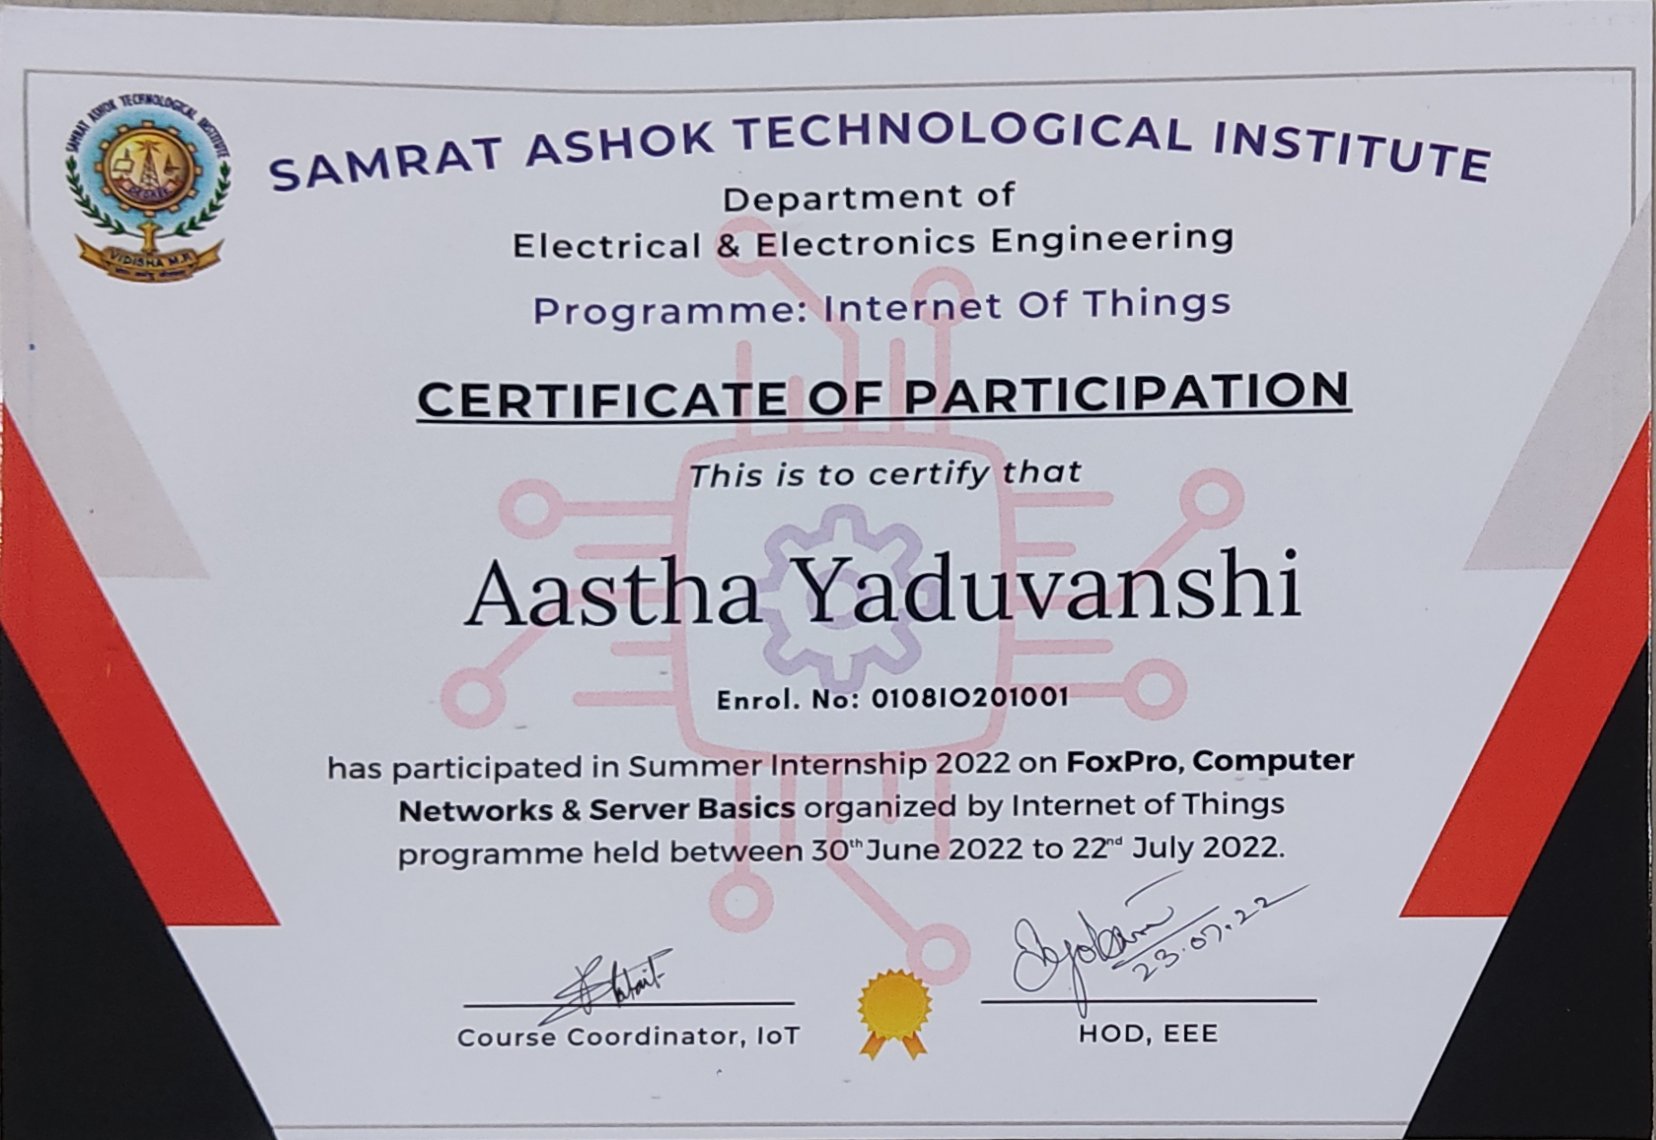 SAMRAT ASHOK TECHNOLOGICAL INSTITUTE
DEGREE
VIDISHA M.P.
SAMRAT ASHOK TECHNOLOGICAL INSTITUTE
Department of
Electrical & Electronics Engineering
Programme: Internet Of Things
CERTIFICATE OF PARTICIPATION
This is to certify that
Aastha Yaduvanshi
Enrol. No: 0108IO201001
has participated in Summer Internship 2022 on FoxPro, Computer
Networks & Server Basics organized by Internet of Things
programme held between 30th June 2022 to 22nd July 2022.
23.07.22
Course Coordinator, IoT
HOD, EEE